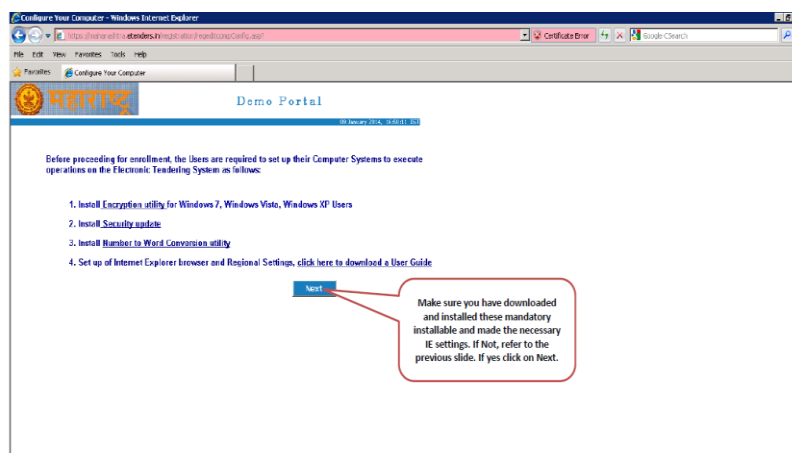 Configure Your Computer - Windows Internet Explorer
Certificate Error
Google CSearch
File Edit View Favorites Tools Help
Favorites Configure Your Computer
महाराष्ट्र
Demo Portal
Before proceeding for enrollment, the Users are required to set up their Computer Systems to execute
operations on the Electronic Tendering System as follows:
1. Install Encryption utility for Windows 7, Windows Vista, Windows XP Users
2. Install Security update
3. Install Number to Word Conversion utility
4. Set up of Internet Explorer browser and Regional Settings, click here to download a User Guide
Next
Make sure you have downloaded
and installed these mandatory
installable and made the necessary
IE settings. If Not, refer to the
previous slide. If yes click on Next.